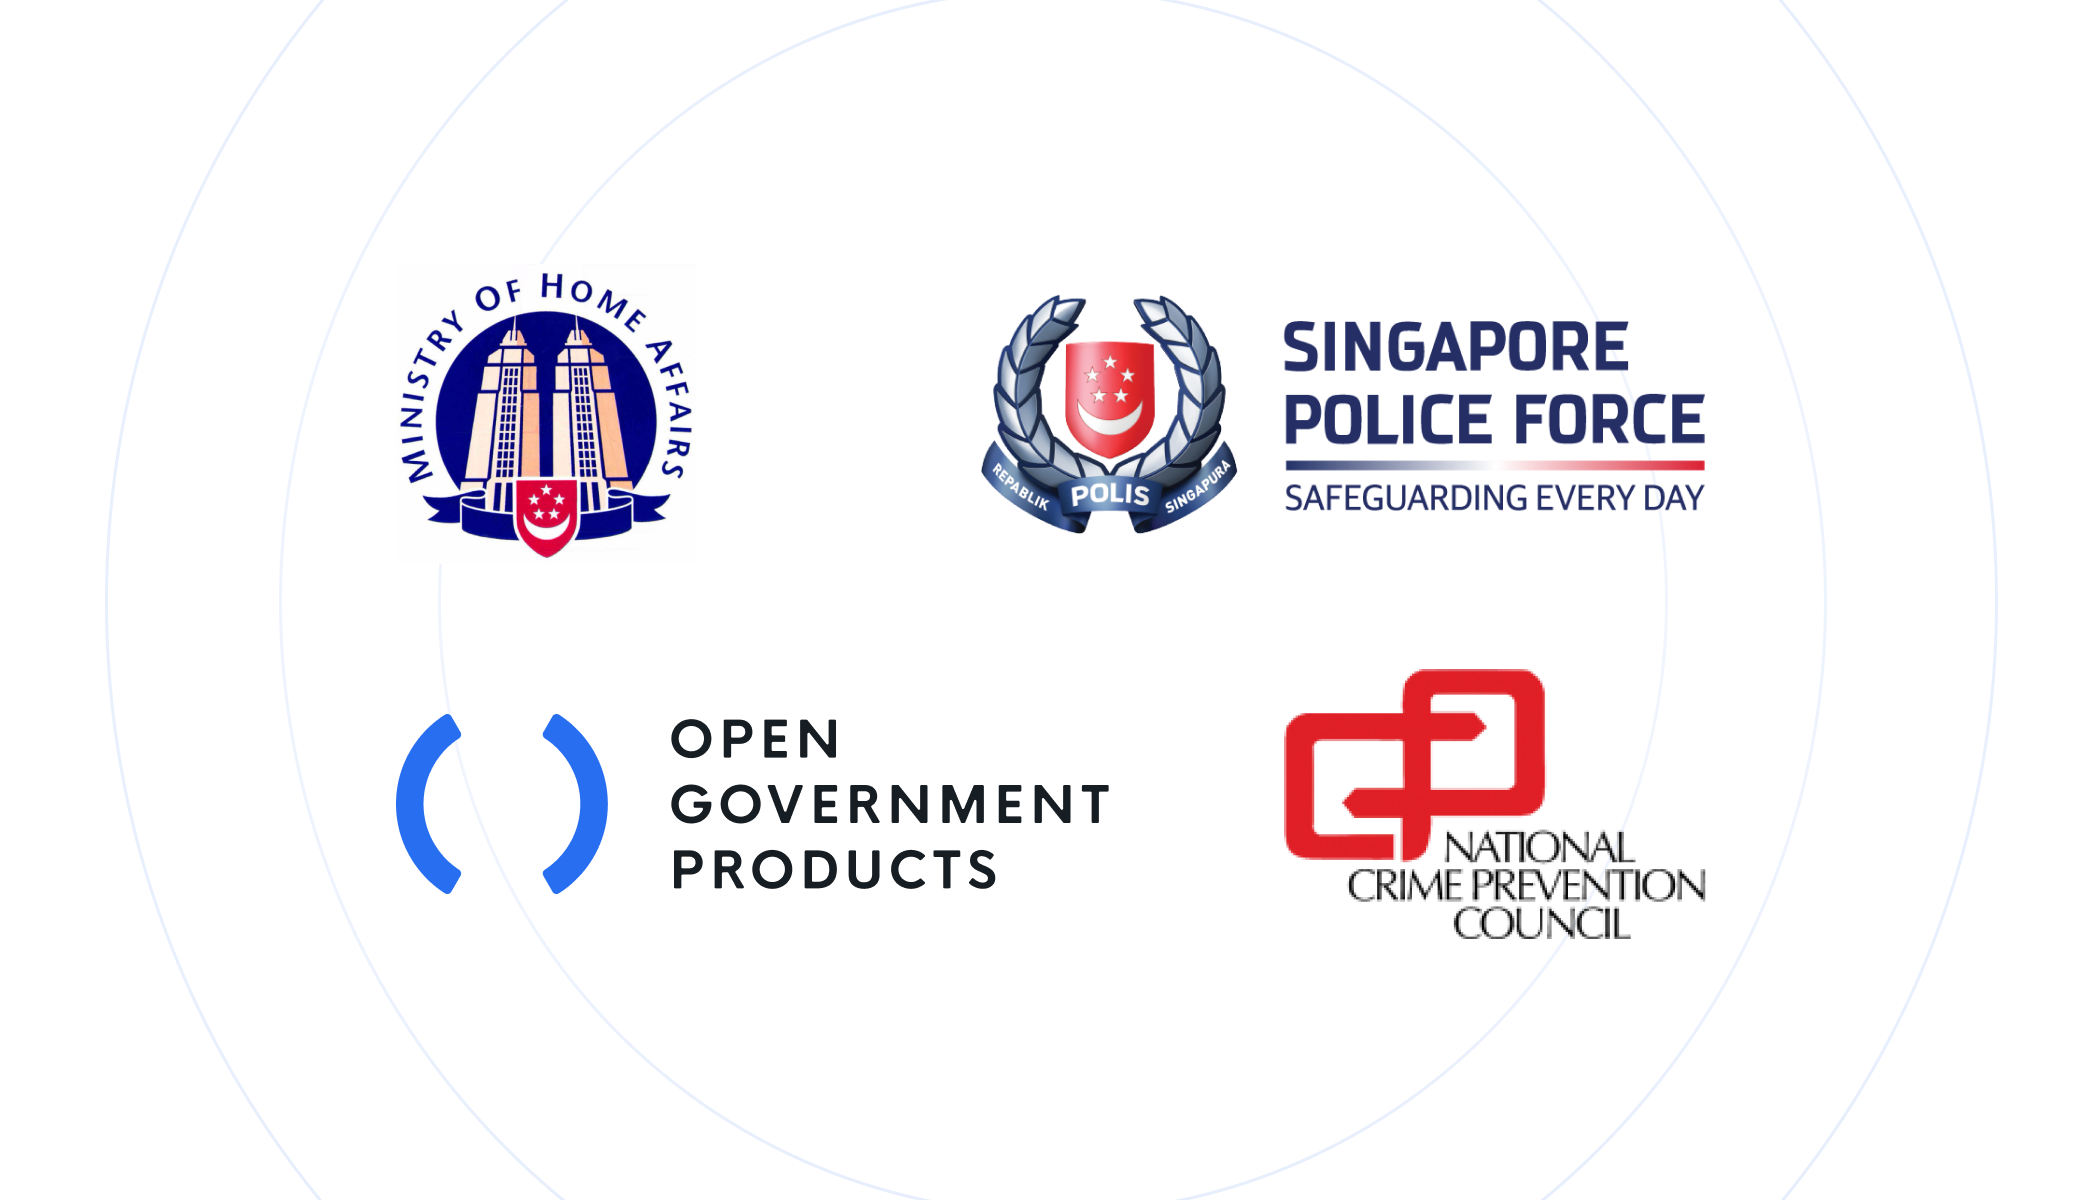 MINISTRY OF HOME AFFAIRS
SINGAPORE
POLICE FORCE
SAFEGUARDING EVERY DAY
REPABLIK POLIS SINGAPURA
OPEN
GOVERNMENT
PRODUCTS
NATIONAL
CRIME PREVENTION
COUNCIL